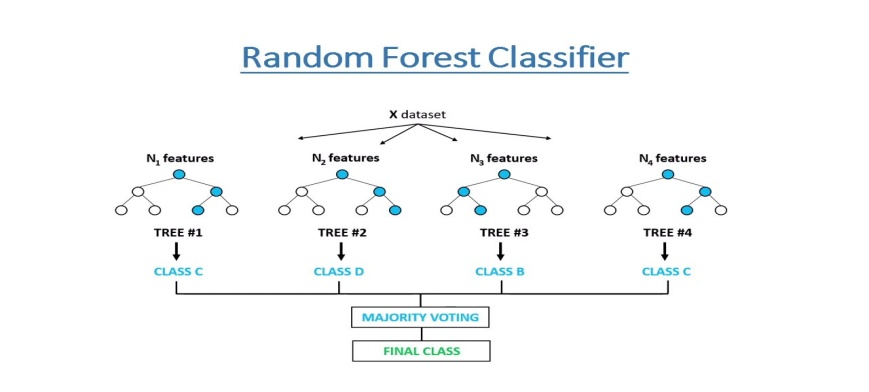 Random Forest Classifier
X dataset
N1 features N2 features N3 features N4 features
TREE #1 TREE #2 TREE #3 TREE #4
CLASS C CLASS D CLASS B CLASS C
MAJORITY VOTING
FINAL CLASS